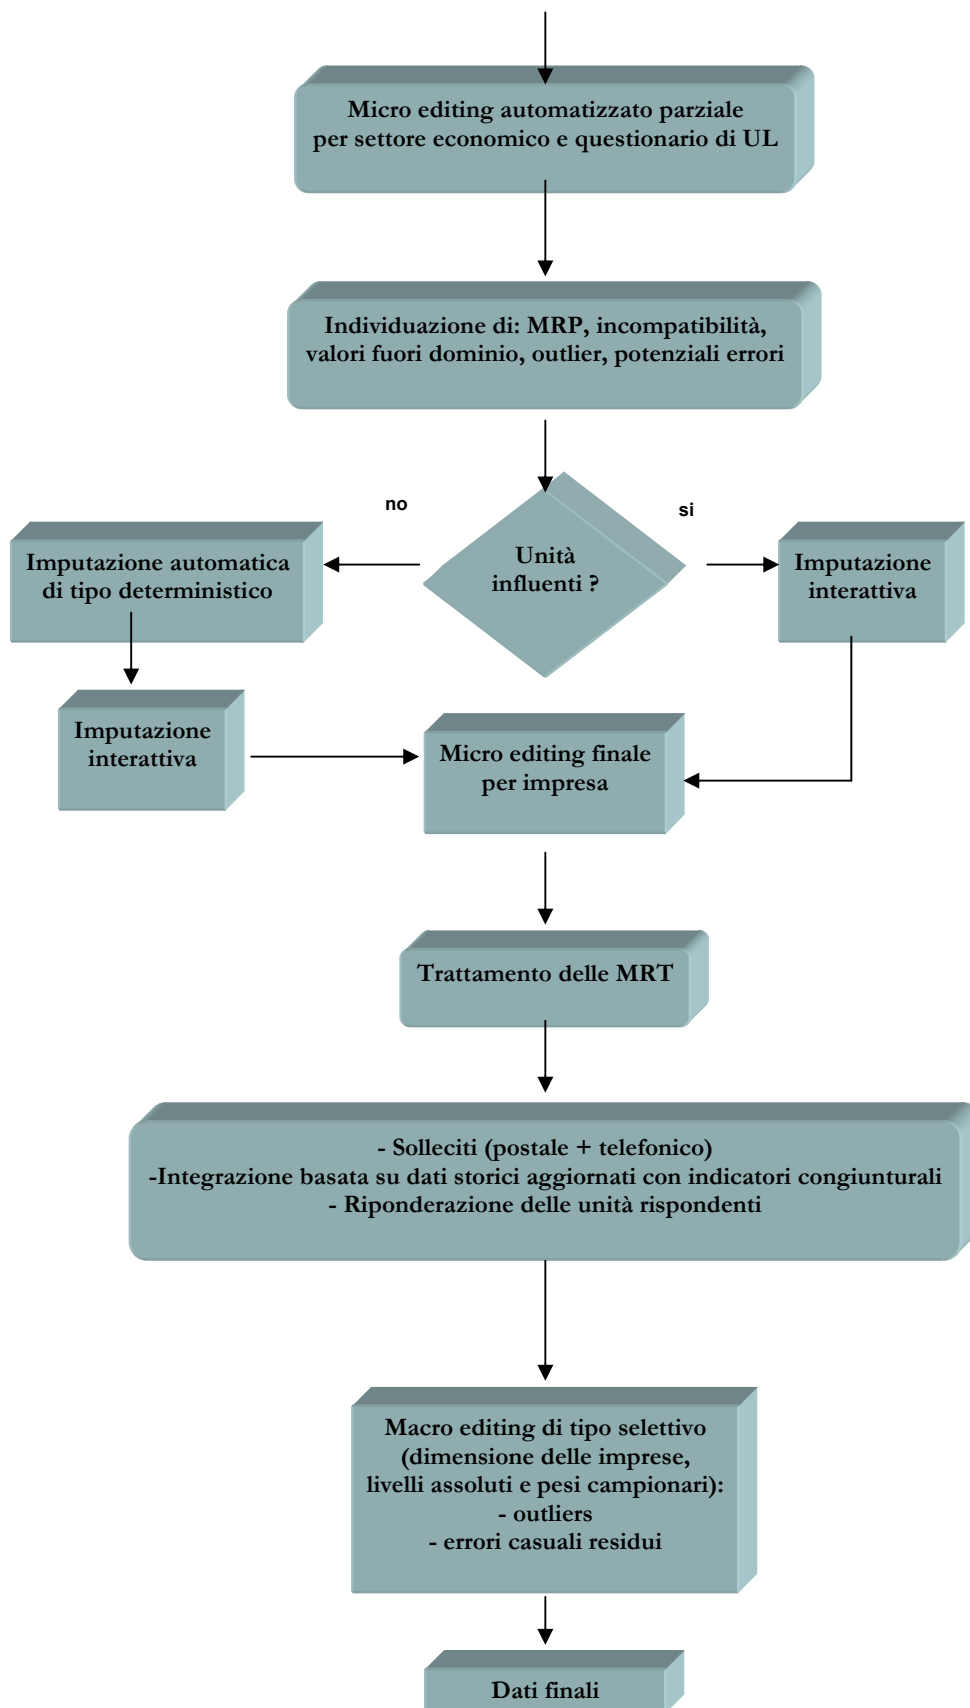 Micro editing automatizzato parziale
per settore economico e questionario di UL
Individuazione di: MRP, incompatibilità,
valori fuori dominio, outlier, potenziali errori
no
si
Unità
influenti ?
Imputazione automatica
di tipo deterministico
Imputazione
interattiva
Imputazione
interattiva
Micro editing finale
per impresa
Trattamento delle MRT
- Solleciti (postale + telefonico)
-Integrazione basata su dati storici aggiornati con indicatori congiunturali
- Riponderazione delle unità rispondenti
Macro editing di tipo selettivo
(dimensione delle imprese,
livelli assoluti e pesi campionari):
- outliers
- errori casuali residui
Dati finali